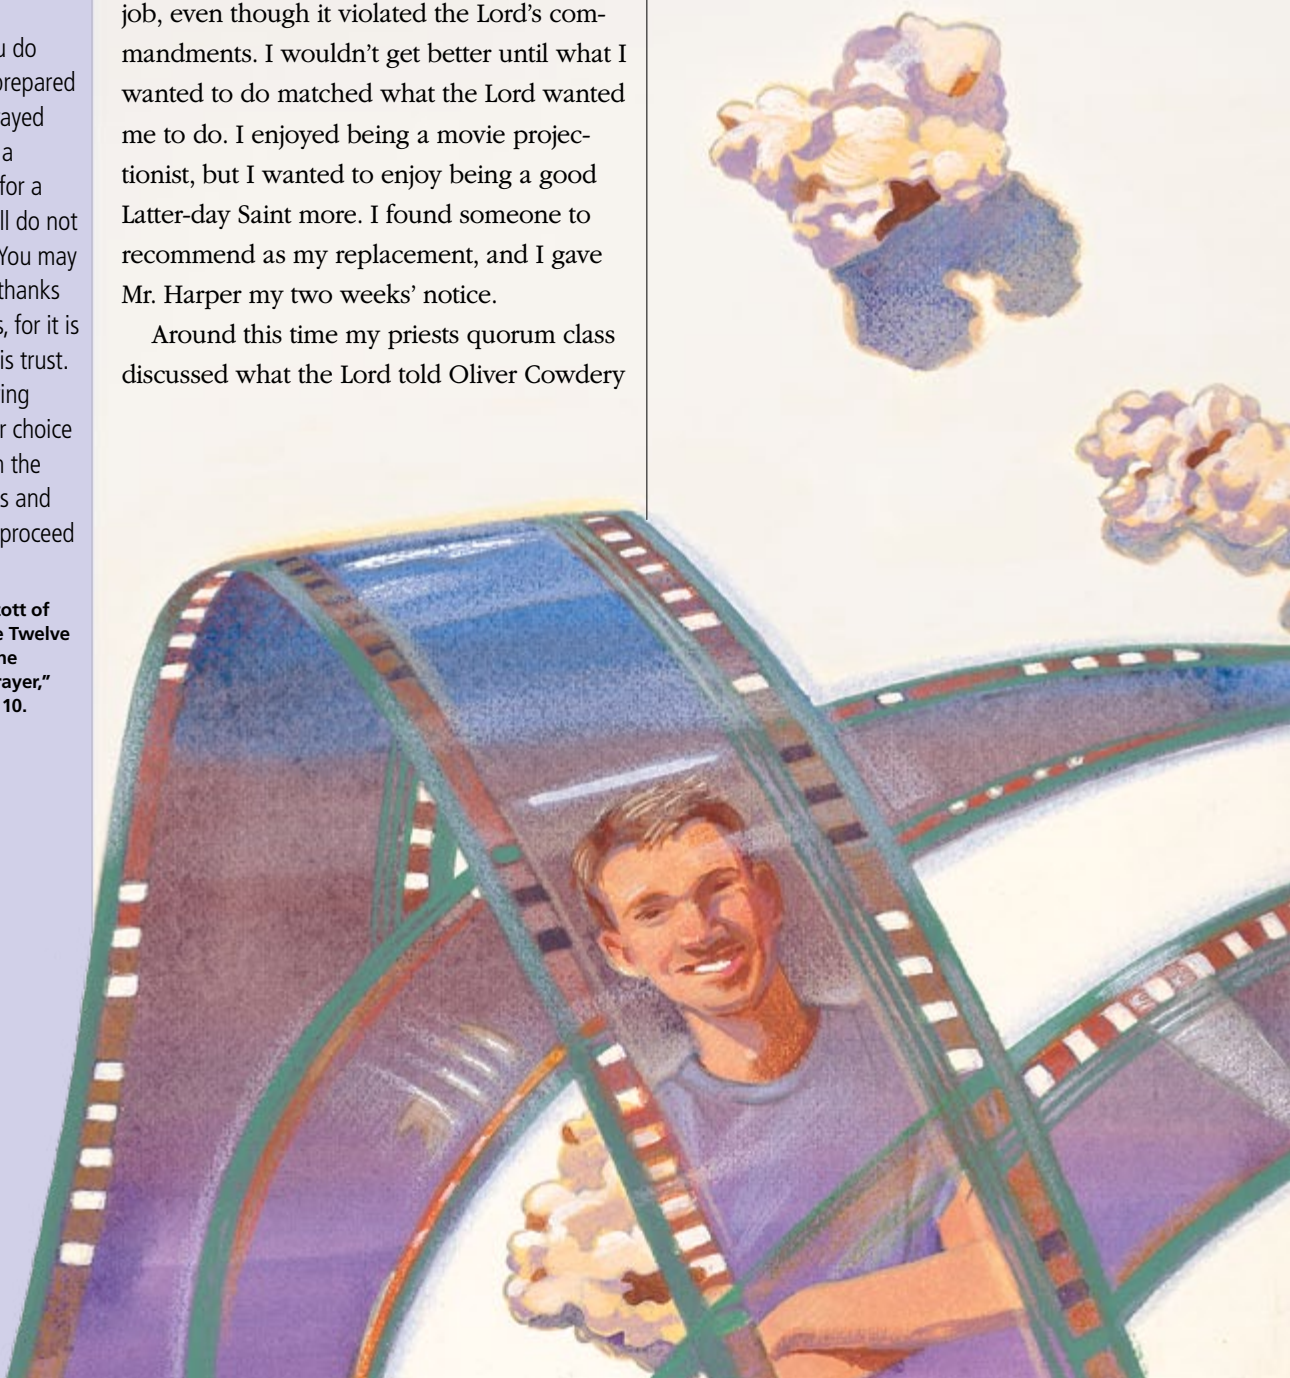 u do
prepared
ayed
a
for a
ll do not
You may
thanks
s, for it is
is trust.
ing
r choice
n the
s and
proceed
ott of
e Twelve
me
rayer,”
10.
job, even though it violated the Lord’s com-
mandments. I wouldn’t get better until what I
wanted to do matched what the Lord wanted
me to do. I enjoyed being a movie projec-
tionist, but I wanted to enjoy being a good
Latter-day Saint more. I found someone to
recommend as my replacement, and I gave
Mr. Harper my two weeks’ notice.
Around this time my priests quorum class
discussed what the Lord told Oliver Cowdery